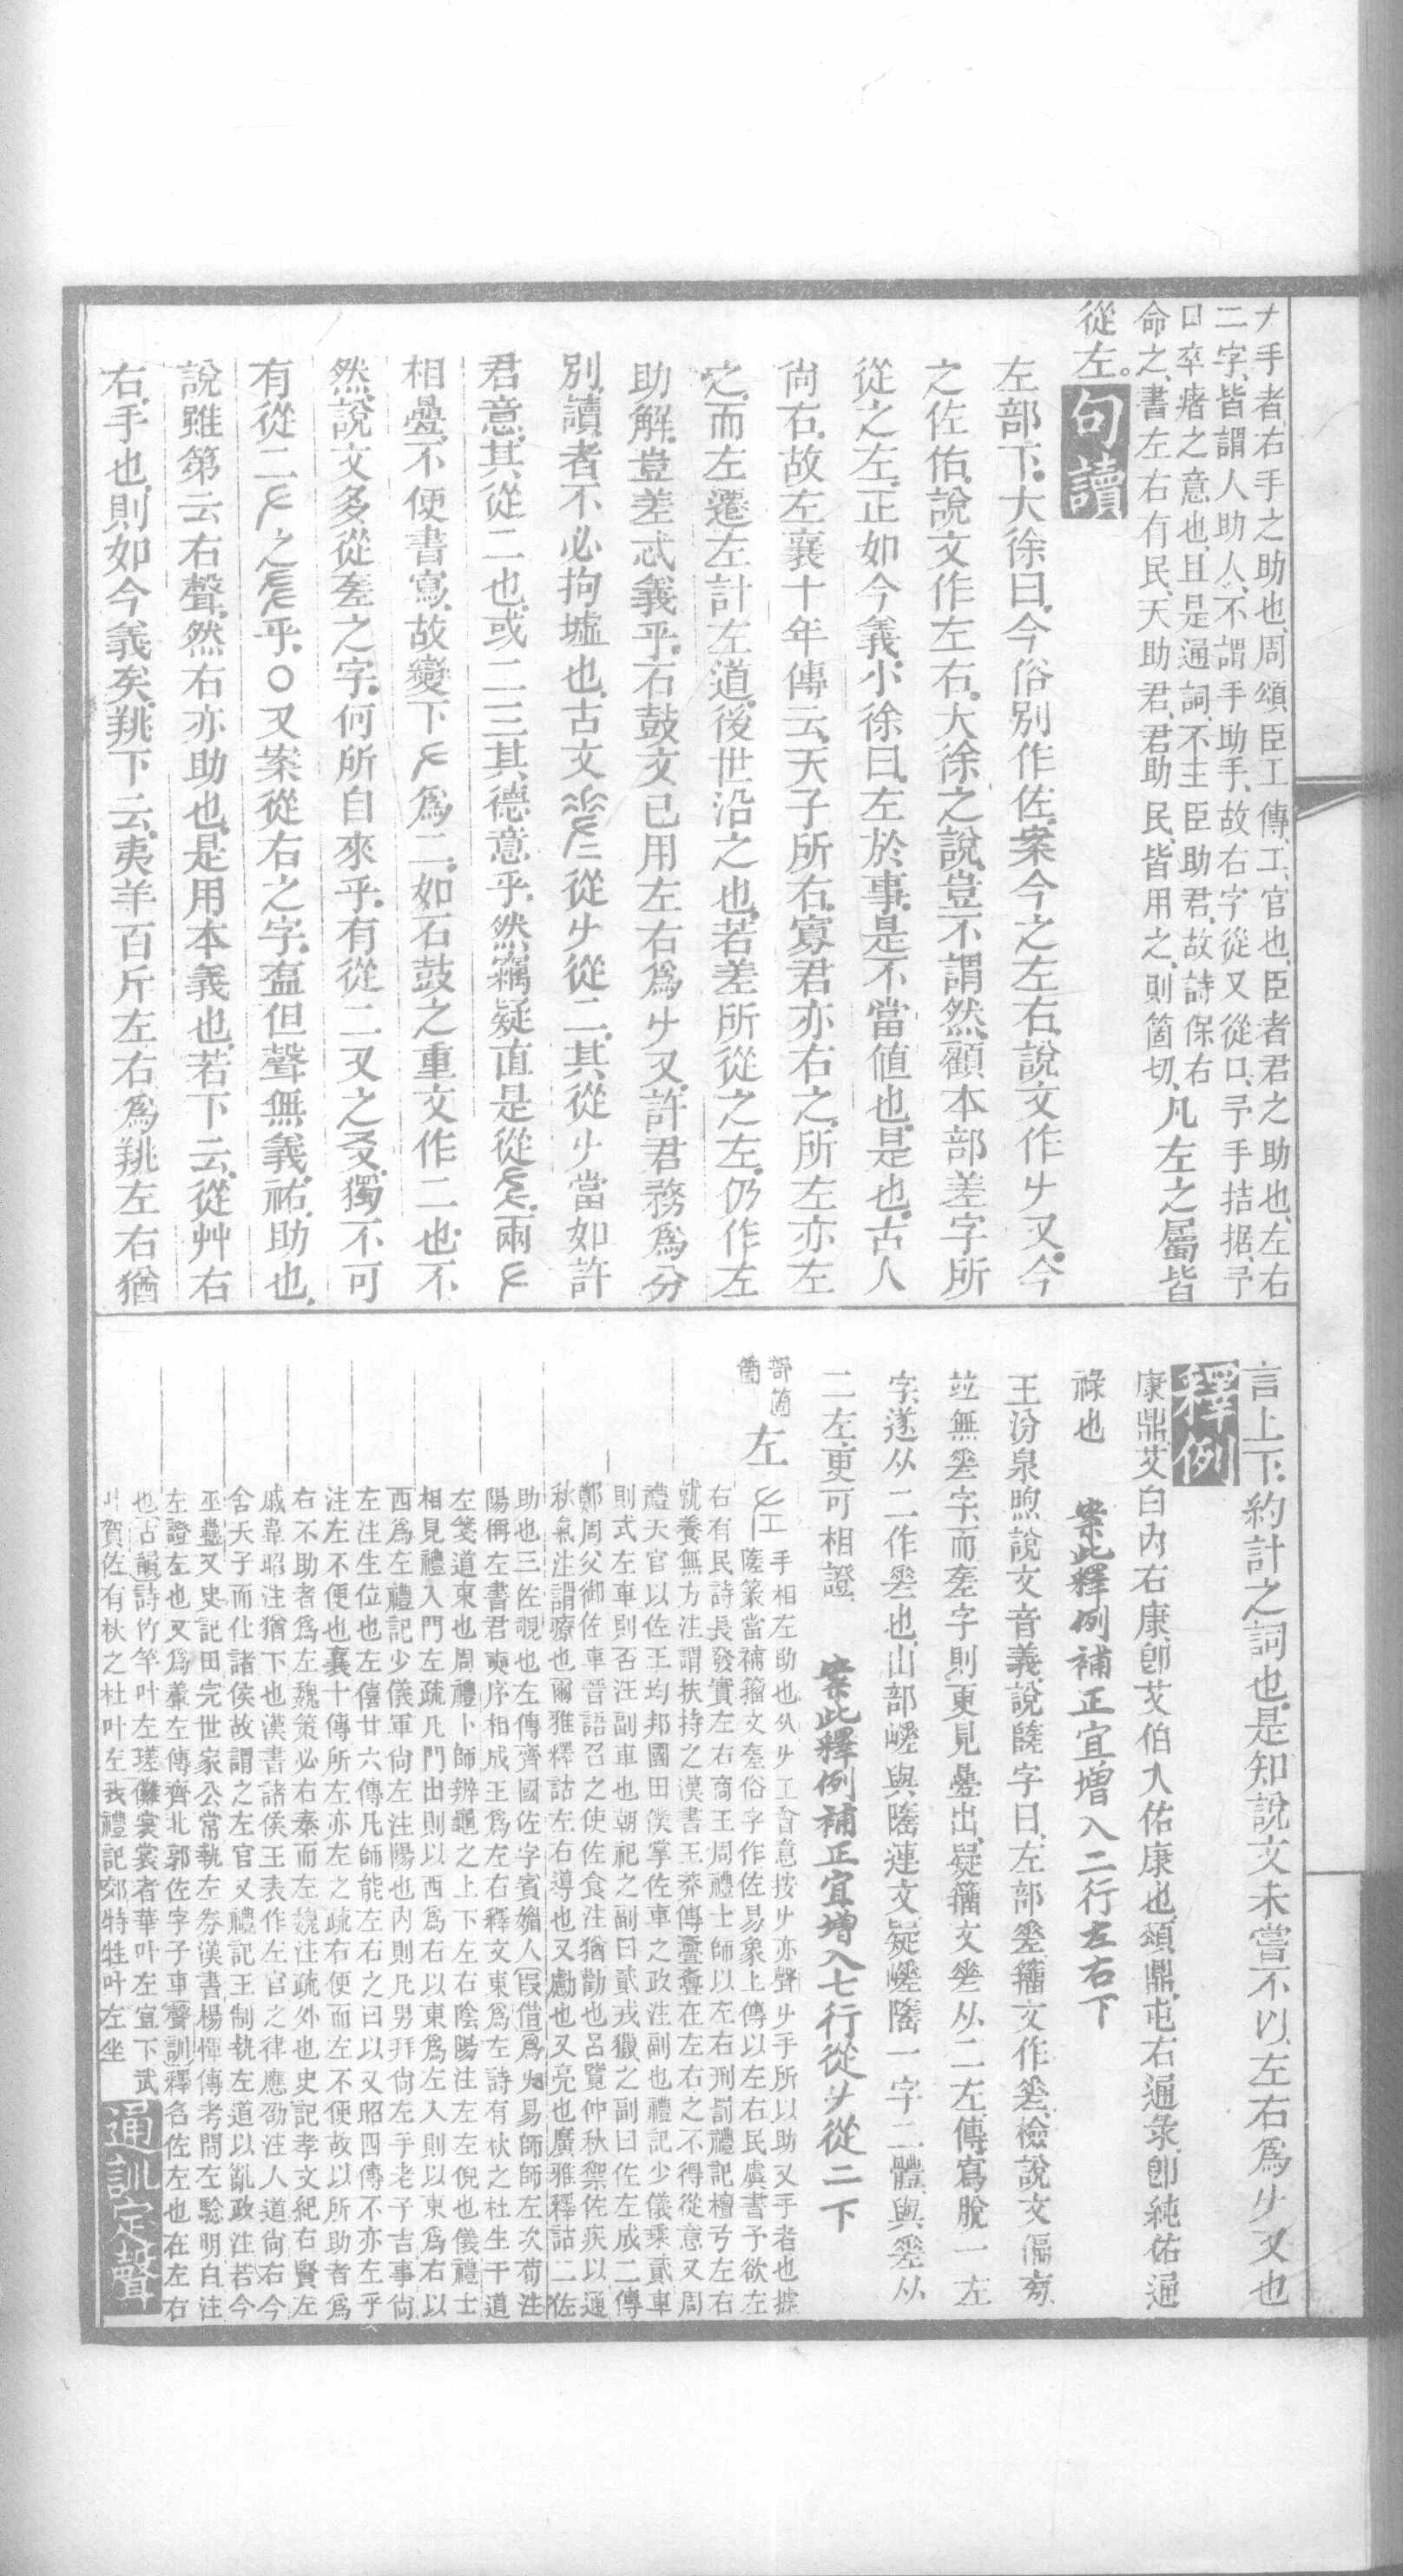 𠂇手者右手之助也周頌臣工傳工官也臣者君之助也左右
二字皆謂人助人不謂手助手故右字從又從口予手拮据予
口卒瘏之意也且是通詞不主臣助君故詩保右
命之書左右有民天助君君助民皆用之則箇切凡左之屬皆
從左。句讀
左部下大徐曰今俗別作佐案今之左右說文作𠂇又今
之佐佑說文作左右大徐之說豈不謂然顧本部差字所
從之左正如今義小徐曰左於事是不當值也是也古人
尚右故左襄十年傳云天子所右寡君亦右之所左亦左
之而左遷左計左道後世沿之也若差所從之左仍作左
助解豈差忒義乎石鼓文已用左右為𠂇又許君務為分
別讀者不必拘墟也古文從𠂇從二其從𠂇當如許
君意其從二也或二三其德意乎然竊疑直是從兩
相曡不便書寫故變下為二如石鼓之重文作二也不
然說文多從差之字何所自來乎有從二又之㕛獨不可
有從二之乎○又案從右之字盍但聲無義祐助也
說雖第云右聲然右亦助也是用本義也若下云從艸右
右手也則如今義矣羠下云夷羊百斤左右為羠左右猶
言上下約計之詞也是知說文未嘗不以左右為𠂇又也
釋例
康鼎艾白內右康卽艾伯入佑康也頌鼎屯右通彔卽純佑通
祿也 案此釋例補正宜增入二行左右下
王汾泉煦說文音義說𨻭字曰左部𢀩籒文作𢀩檢說文偏旁
竝無𢀩字而差字則更見曡出疑籒文𢀩从二左傳寫脫一左
字遂从二作𢀩也山部嵳與𨻭連文疑嵳𨻭一字二體與𢀩从
二左更可相證 案此釋例補正宜增入七行從𠂇從二下
部箇
箇 左 手相左助也从𠂇工會意按𠂇亦聲𠂇手所以助又手者也據
𨻭篆當補籒文差俗字作佐易象上傳以左右民虞書予欲左
右有民詩長發實左右商王周禮士師以左右刑罰禮記檀弓左右
就養無方注謂扶持之漢書王莽傳亹亹在左右之不得從意又周
禮天官以佐王均邦國田僕掌佐車之政注副也禮記少儀乘貳車
則式左車則否注副車也朝祀之副曰貳戎獵之副曰佐左成二傳
鄭周父御佐車晉語召之使佐食注猶勸也呂覽仲秋禦佐疾以通
秋氣注謂療也爾雅釋詁左右導也又勴也又亮也廣雅釋詁二佐
助也三佐覗也左傳齊國佐字賓媚人叚借為𠂇易師師左次荀注
陽稱左書君奭序相成王為左右釋文東為左詩有杕之杜生于道
左箋道東也周禮卜師辨龜之上下左右陰陽注左左倪也儀禮士
相見禮入門左疏凡門出則以西為右以東為左入則以東為右以
西為左禮記少儀軍尚左注陽也內則凡男拜尚左手老子吉事尚
左注生位也左僖廿六傳凡師能左右之曰以又昭四傳不亦左乎
注左不便也襄十傳所左亦左之疏右便而左不便故以所助者為
右不助者為左魏策必右秦而左魏注疏外也史記孝文紀右賢左
戚韋昭注猶下也漢書諸侯王表作左官之律應劭注人道尚右今
舍天子而仕諸侯故謂之左官又禮記王制執左道以亂政注若今
巫蠱又史記田完世家公常執左券漢書楊惲傳考問左驗明白注
左證左也又為葢左傳齊北郭佐字子車聲訓釋名佐左也在左右
也古韻詩竹竿叶左瑳儺裳裳者華叶左宜下武
叶賀佐有杕之杜叶左我禮記郊特牲叶左坐
通訓定聲